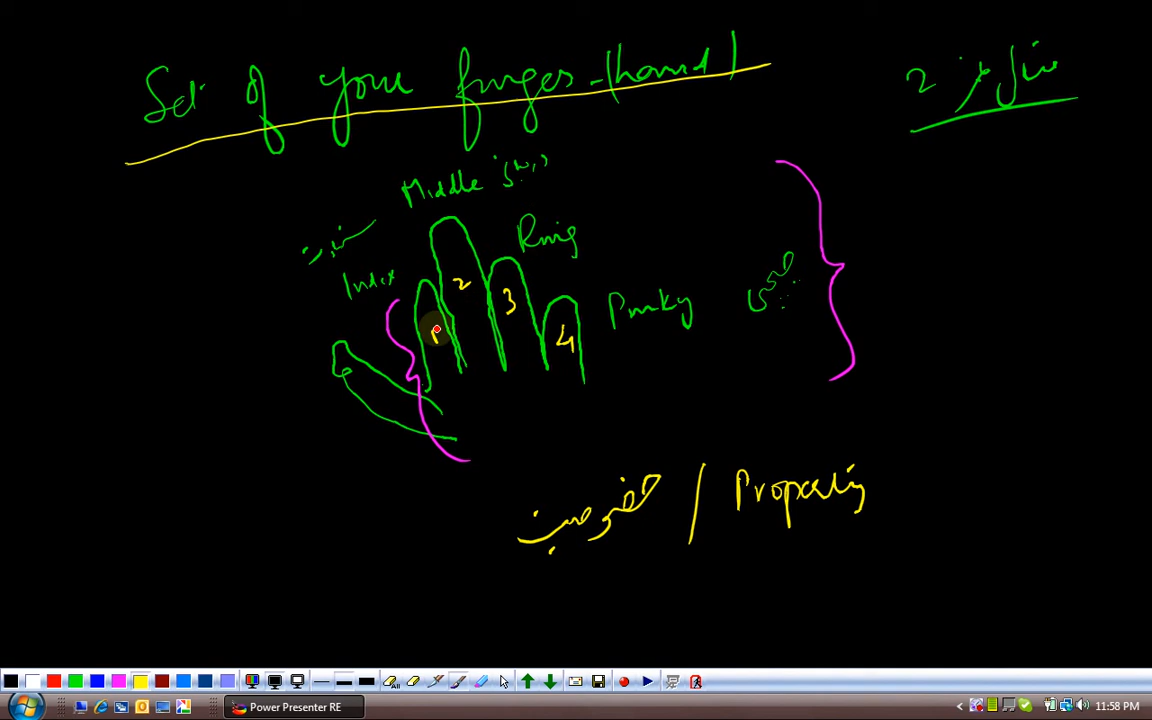 Set of your finges-(hand)
مثال نمبر 2
Middle
Ring
Index
Pinky
2
3
4
خصوصیت / Property
Power Presenter RE
11:58 PM